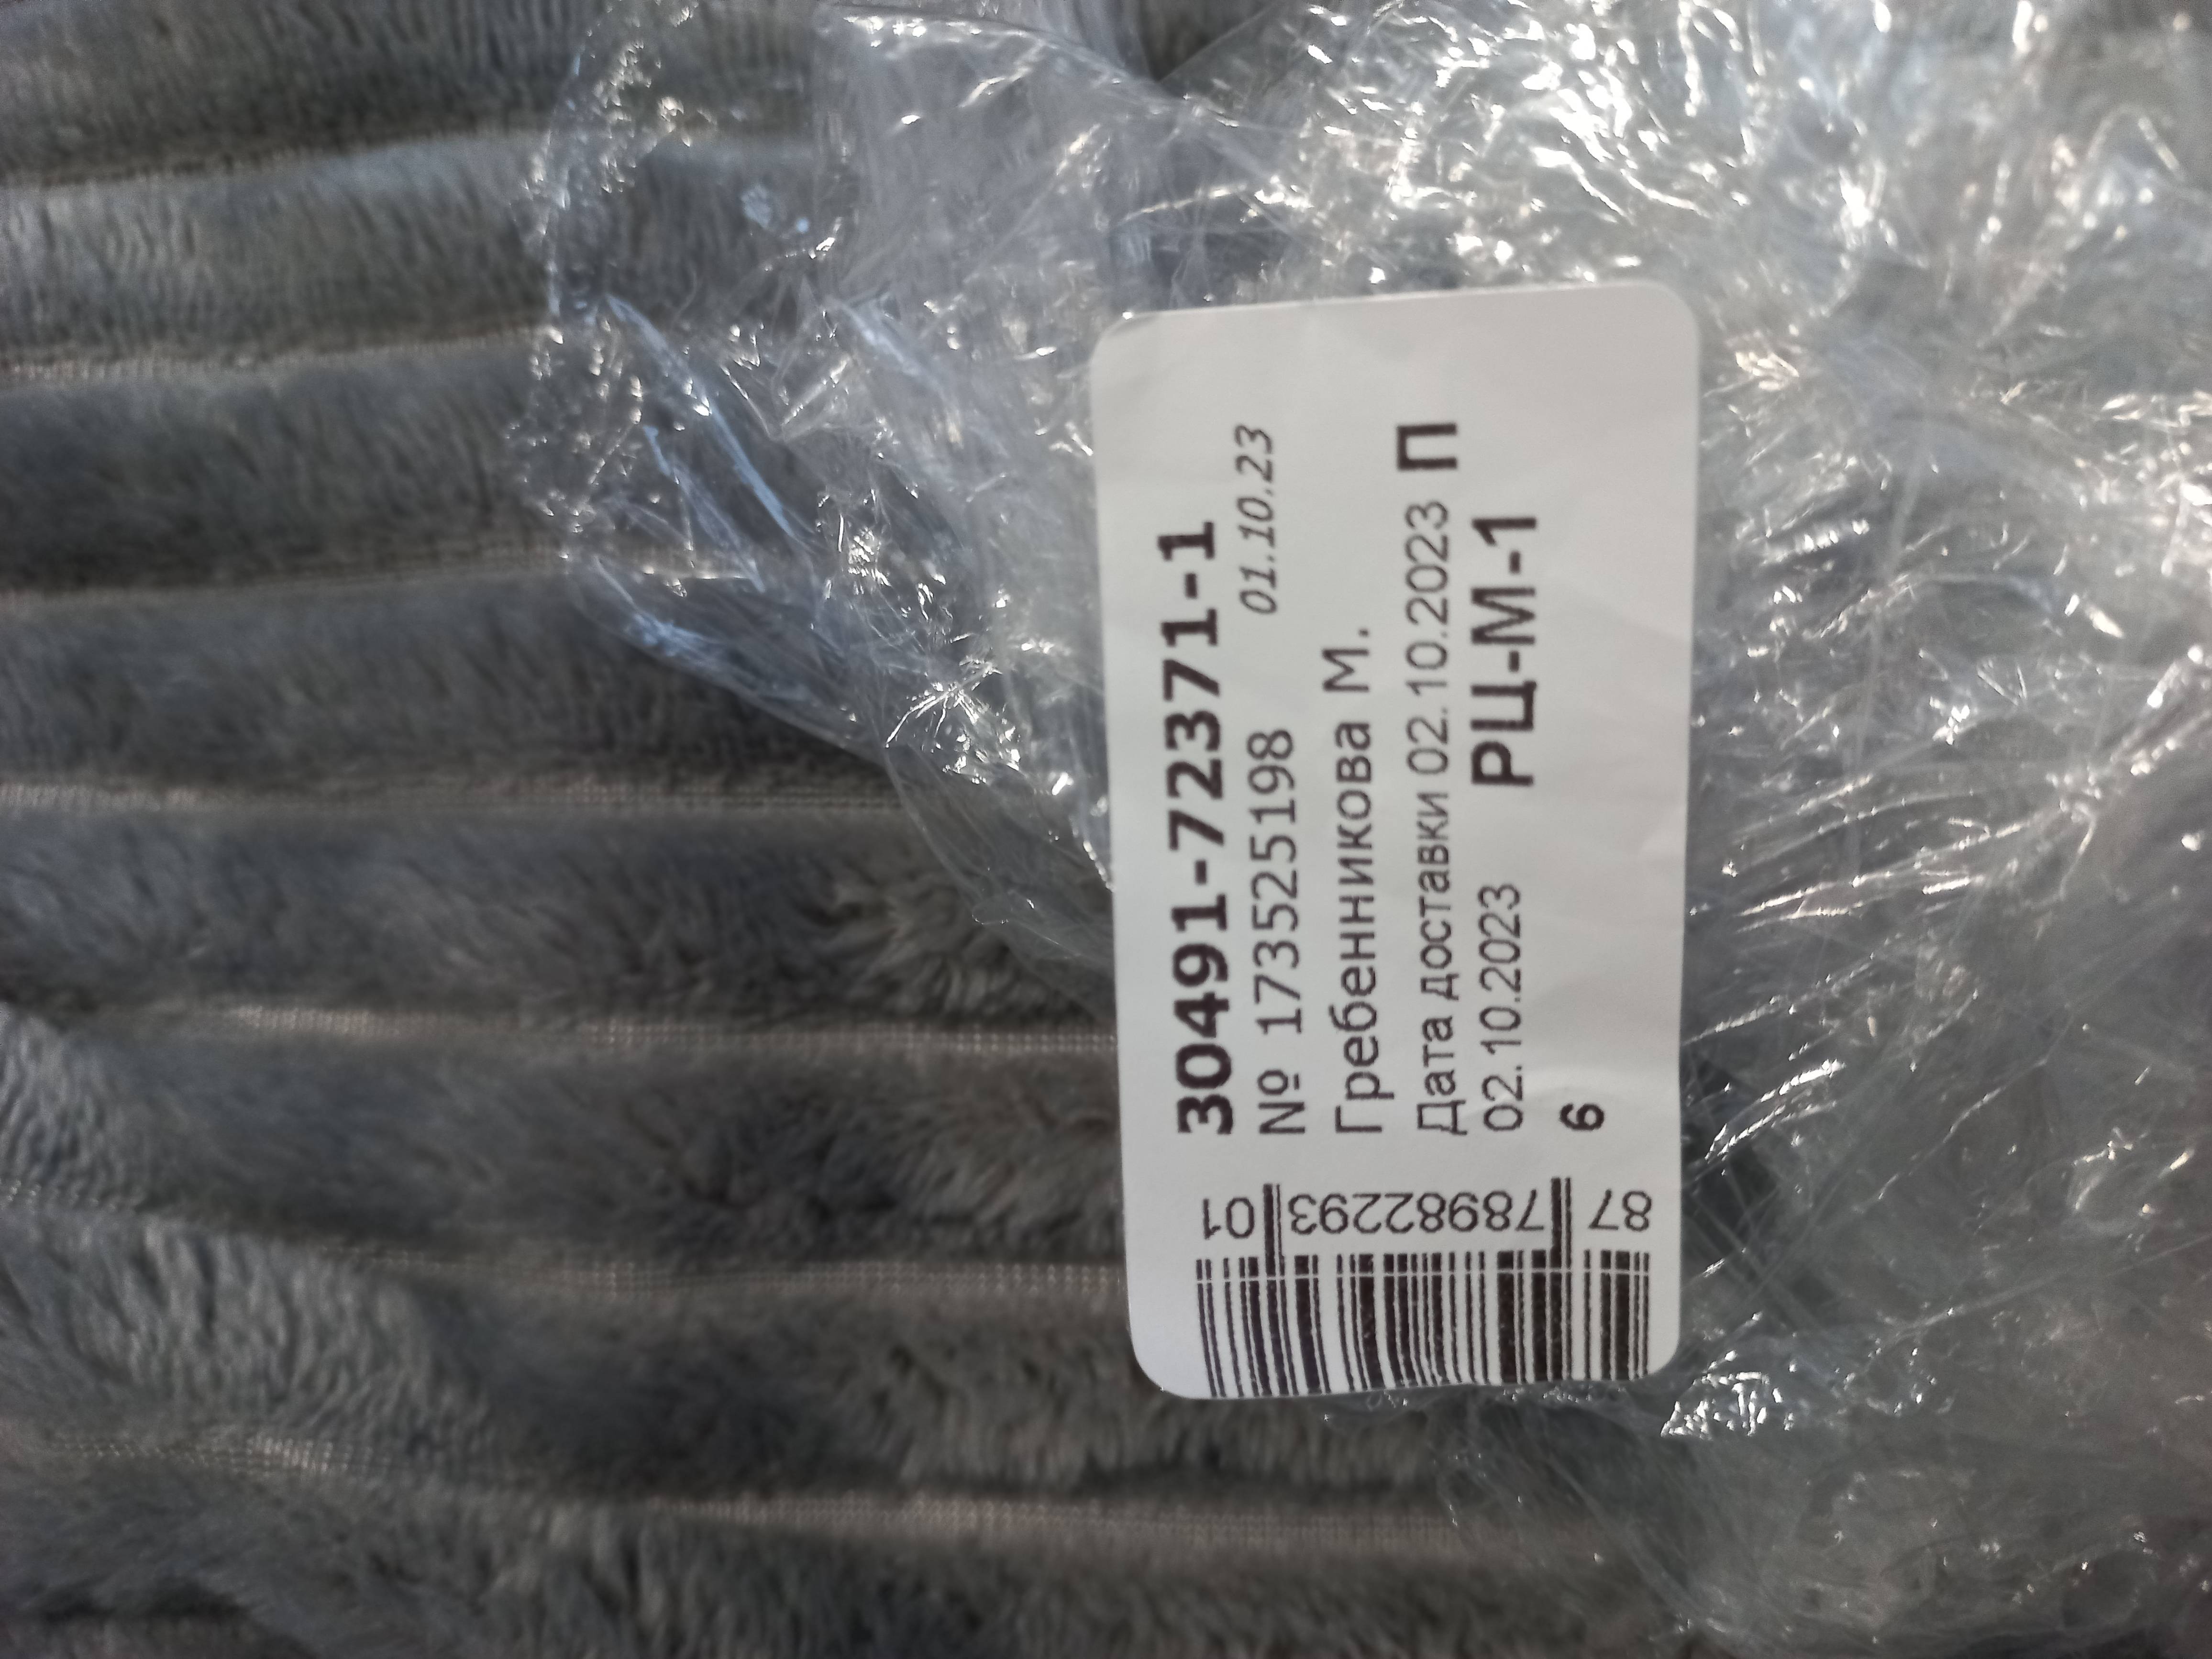 30491-72371-1
№ 1735255198 01.10.23
Гребенникова М.
Дата доставки 02.10.2023 П
02.10.2023 РЦ-М-1
6
01 78982293 87